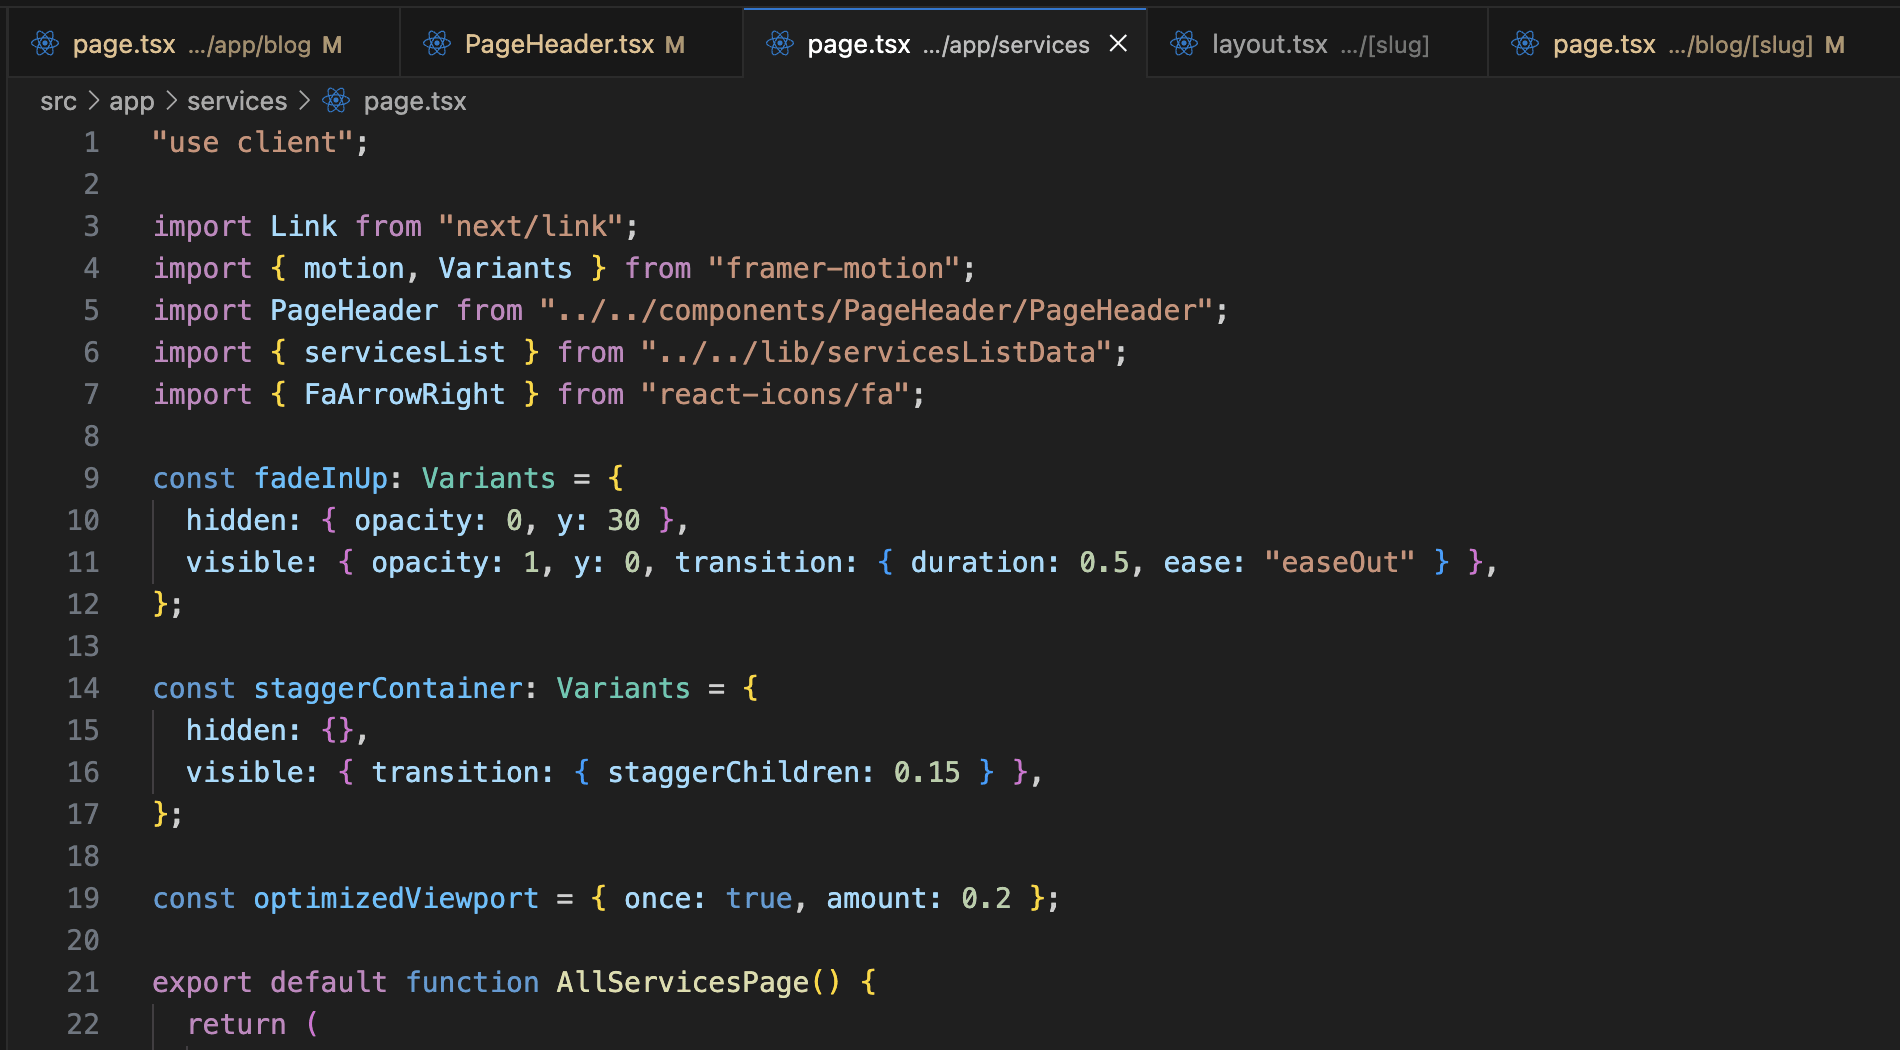 page.tsx .../app/blog M
PageHeader.tsx M
page.tsx .../app/services
layout.tsx .../[slug]
page.tsx .../blog/[slug] M
src > app > services > page.tsx
1 "use client";
2
3 import Link from "next/link";
4 import { motion, Variants } from "framer-motion";
5 import PageHeader from "../../components/PageHeader/PageHeader";
6 import { servicesList } from "../../lib/servicesListData";
7 import { FaArrowRight } from "react-icons/fa";
8
9 const fadeInUp: Variants = {
10   hidden: { opacity: 0, y: 30 },
11   visible: { opacity: 1, y: 0, transition: { duration: 0.5, ease: "easeOut" } },
12 };
13
14 const staggerContainer: Variants = {
15   hidden: {},
16   visible: { transition: { staggerChildren: 0.15 } },
17 };
18
19 const optimizedViewport = { once: true, amount: 0.2 };
20
21 export default function AllServicesPage() {
22   return (